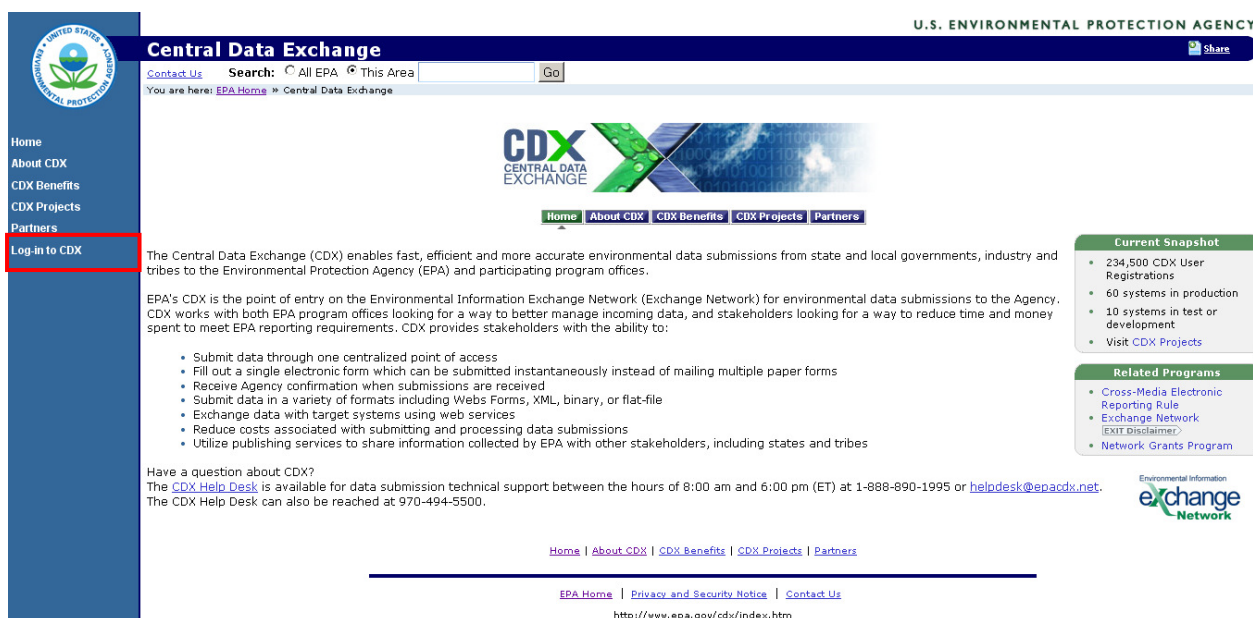 U.S. ENVIRONMENTAL PROTECTION AGENCY
UNITED STATES
ENVIRONMENTAL PROTECTION AGENCY
Central Data Exchange
Share
Contact Us Search: All EPA This Area Go
You are here: EPA Home » Central Data Exchange
Home
About CDX
CDX Benefits
CDX Projects
Partners
Log-in to CDX
CDX
CENTRAL DATA
EXCHANGE
Home About CDX CDX Benefits CDX Projects Partners
The Central Data Exchange (CDX) enables fast, efficient and more accurate environmental data submissions from state and local governments, industry and
tribes to the Environmental Protection Agency (EPA) and participating program offices.
EPA's CDX is the point of entry on the Environmental Information Exchange Network (Exchange Network) for environmental data submissions to the Agency.
CDX works with both EPA program offices looking for a way to better manage incoming data, and stakeholders looking for a way to reduce time and money
spent to meet EPA reporting requirements. CDX provides stakeholders with the ability to:
• Submit data through one centralized point of access
• Fill out a single electronic form which can be submitted instantaneously instead of mailing multiple paper forms
• Receive Agency confirmation when submissions are received
• Submit data in a variety of formats including Webs Forms, XML, binary, or flat-file
• Exchange data with target systems using web services
• Reduce costs associated with submitting and processing data submissions
• Utilize publishing services to share information collected by EPA with other stakeholders, including states and tribes
Have a question about CDX?
The CDX Help Desk is available for data submission technical support between the hours of 8:00 am and 6:00 pm (ET) at 1-888-890-1995 or helpdesk@epacdx.net.
The CDX Help Desk can also be reached at 970-494-5500.
Current Snapshot
• 234,500 CDX User
Registrations
• 60 systems in production
• 10 systems in test or
development
• Visit CDX Projects
Related Programs
• Cross-Media Electronic
Reporting Rule
• Exchange Network
EXIT Disclaimer
• Network Grants Program
Environmental Information
exchange
Network
Home | About CDX | CDX Benefits | CDX Projects | Partners
EPA Home | Privacy and Security Notice | Contact Us
http://www.epa.gov/cdx/index.htm